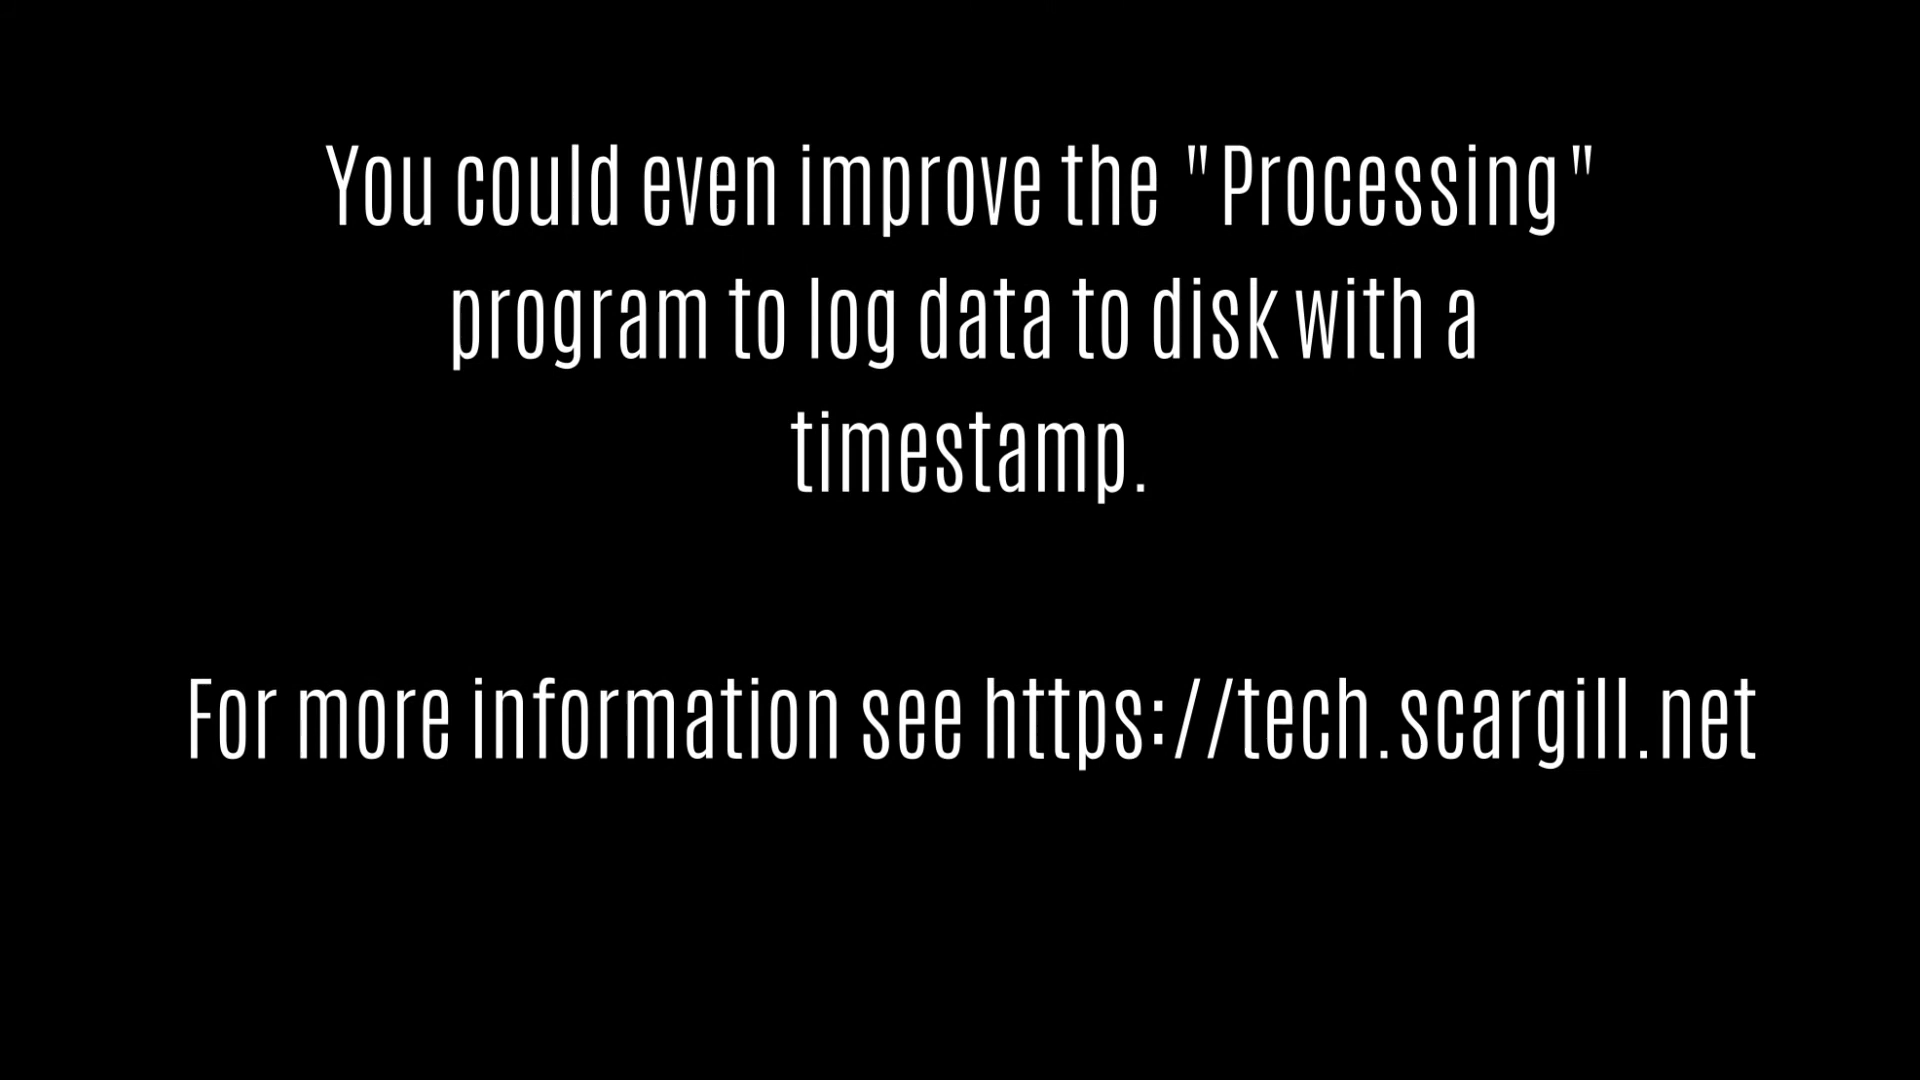 You could even improve the "Processing"
program to log data to disk with a
timestamp.
For more information see https://tech.scargill.net